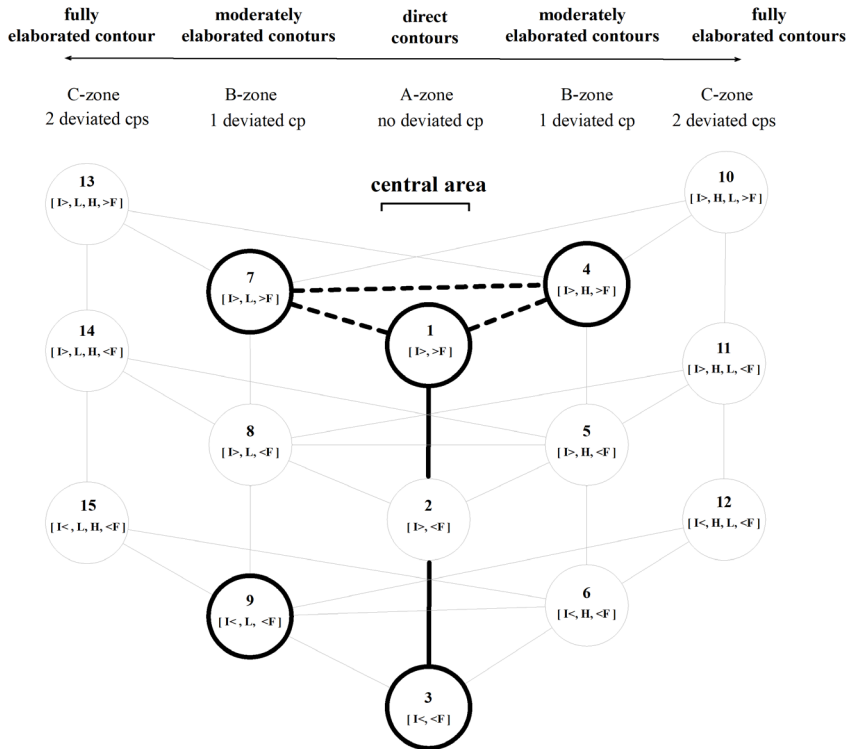 fully
elaborated contour
moderately
elaborated conoturs
direct
contours
moderately
elaborated contours
fully
elaborated contours
C-zone
2 deviated cps
B-zone
1 deviated cp
A-zone
no deviated cp
B-zone
1 deviated cp
C-zone
2 deviated cps
central area
13
[ I>, L, H, >F ]
10
[ I>, H, L, >F ]
7
[ I>, L, >F ]
4
[ I>, H, >F ]
1
[ I>, >F ]
14
[ I>, L, H, <F ]
11
[ I>, H, L, <F ]
8
[ I>, L, <F ]
5
[ I>, H, <F ]
2
[ I>, <F ]
15
[ I< , L, H, <F ]
12
[ I<, H, L, <F ]
9
[ I< , L, <F ]
6
[ I<, H, <F ]
3
[ I<, <F ]